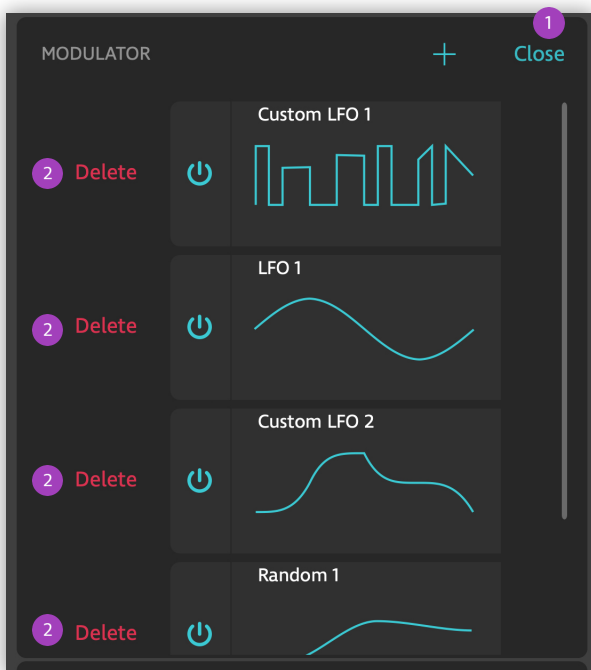 1
MODULATOR + Close
Custom LFO 1
2 Delete
LFO 1
2 Delete
Custom LFO 2
2 Delete
Random 1
2 Delete